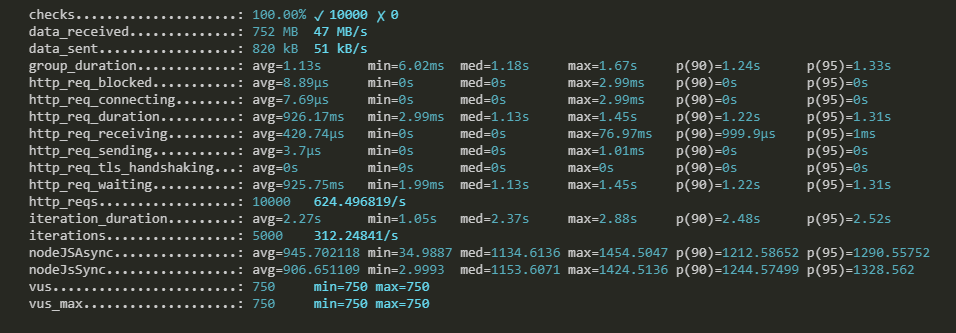 checks.....................: 100.00% ✓ 10000 ✗ 0
data_received..............: 752 MB 47 MB/s
data_sent..................: 820 kB 51 kB/s
group_duration.............: avg=1.13s min=6.02ms med=1.18s max=1.67s p(90)=1.24s p(95)=1.33s
http_req_blocked...........: avg=8.89µs min=0s med=0s max=2.99ms p(90)=0s p(95)=0s
http_req_connecting........: avg=7.69µs min=0s med=0s max=2.99ms p(90)=0s p(95)=0s
http_req_duration..........: avg=926.17ms min=2.99ms med=1.13s max=1.45s p(90)=1.22s p(95)=1.31s
http_req_receiving.........: avg=420.74µs min=0s med=0s max=76.97ms p(90)=999.9µs p(95)=1ms
http_req_sending...........: avg=3.7µs min=0s med=0s max=1.01ms p(90)=0s p(95)=0s
http_req_tls_handshaking...: avg=0s min=0s med=0s max=0s p(90)=0s p(95)=0s
http_req_waiting...........: avg=925.75ms min=1.99ms med=1.13s max=1.45s p(90)=1.22s p(95)=1.31s
http_reqs..................: 10000 624.496819/s
iteration_duration.........: avg=2.27s min=1.05s med=2.37s max=2.88s p(90)=2.48s p(95)=2.52s
iterations.................: 5000 312.24841/s
nodeJSAsync................: avg=945.702118 min=34.9887 med=1134.6136 max=1454.5047 p(90)=1212.58652 p(95)=1290.55752
nodeJsSync.................: avg=906.651109 min=2.9993 med=1153.6071 max=1424.5136 p(90)=1244.57499 p(95)=1328.562
vus........................: 750 min=750 max=750
vus_max....................: 750 min=750 max=750